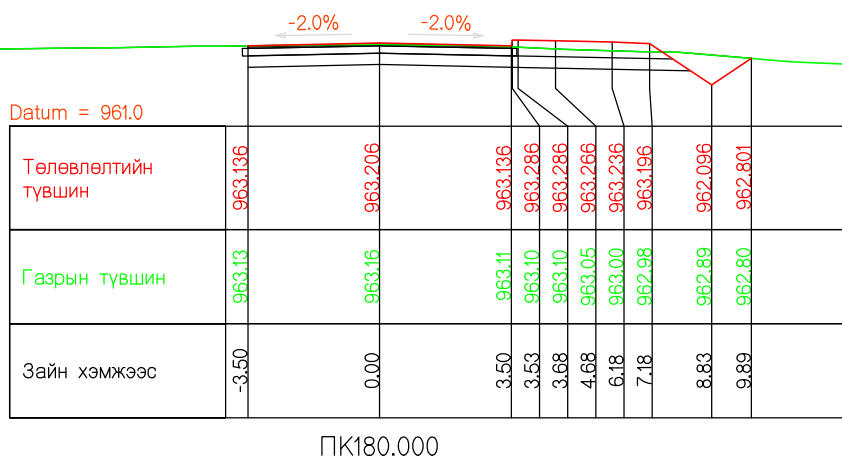 -2.0% -2.0%
Datum = 961.0
Төлөвлөлтийн
түвшин
963.136 963.206 963.136 963.286 963.286 963.266 963.236 963.196 962.096 962.801
Газрын түвшин
963.13 963.16 963.11 963.10 963.10 963.05 963.00 962.98 962.89 962.80
Зайн хэмжээс
-3.50 0.00 3.50 3.53 3.68 4.68 6.18 7.18 8.83 9.89
ПК180.000